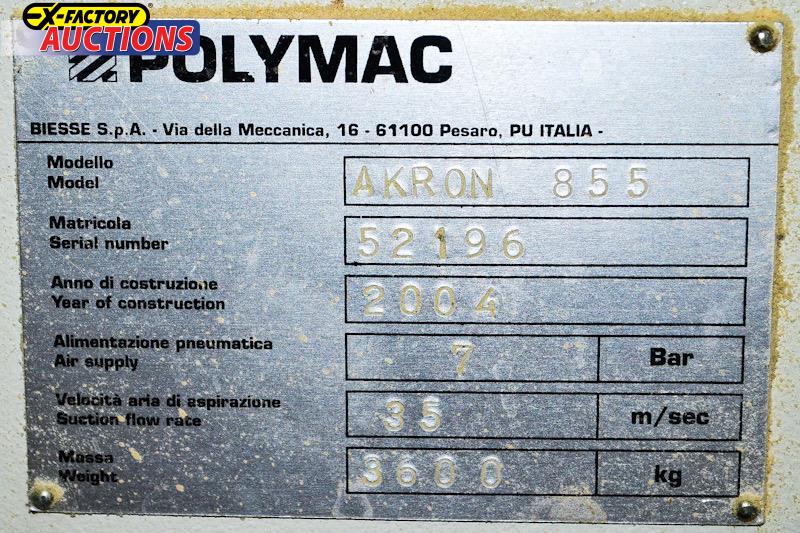 X-FACTORY
AUCTIONS
POLYMAC
BIESSE S.p.A. - Via della Meccanica, 16 - 61100 Pesaro, PU ITALIA -
Modello
Model
AKRON 855
Matricola
Serial number
52196
Anno di costruzione
Year of construction
2004
Alimentazione pneumatica
Air supply
7 Bar
Velocità aria di aspirazione
Suction flow rate
35 m/sec
Massa
Weight
3600 kg